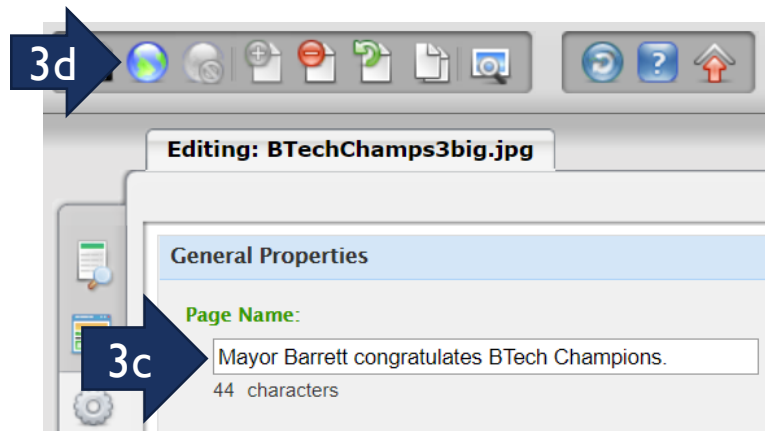 3d
?
Editing: BTechChamps3big.jpg
General Properties
Page Name:
3c
Mayor Barrett congratulates BTech Champions.
44 characters